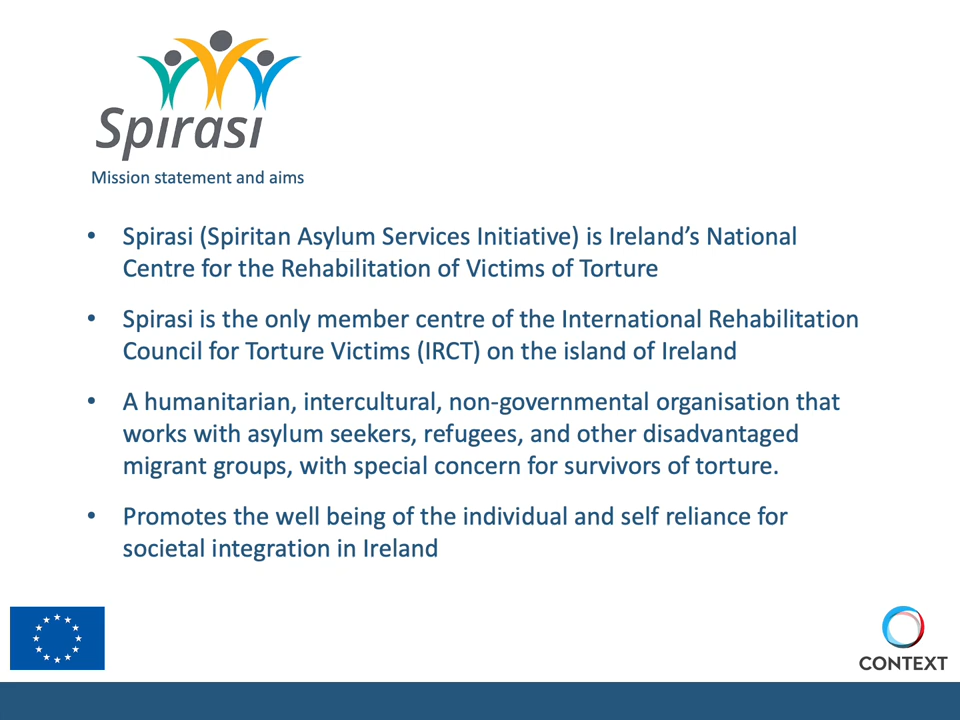 Spirasi
Mission statement and aims
• Spirasi (Spiritan Asylum Services Initiative) is Ireland’s National
Centre for the Rehabilitation of Victims of Torture
• Spirasi is the only member centre of the International Rehabilitation
Council for Torture Victims (IRCT) on the island of Ireland
• A humanitarian, intercultural, non-governmental organisation that
works with asylum seekers, refugees, and other disadvantaged
migrant groups, with special concern for survivors of torture.
• Promotes the well being of the individual and self reliance for
societal integration in Ireland
CONTEXT